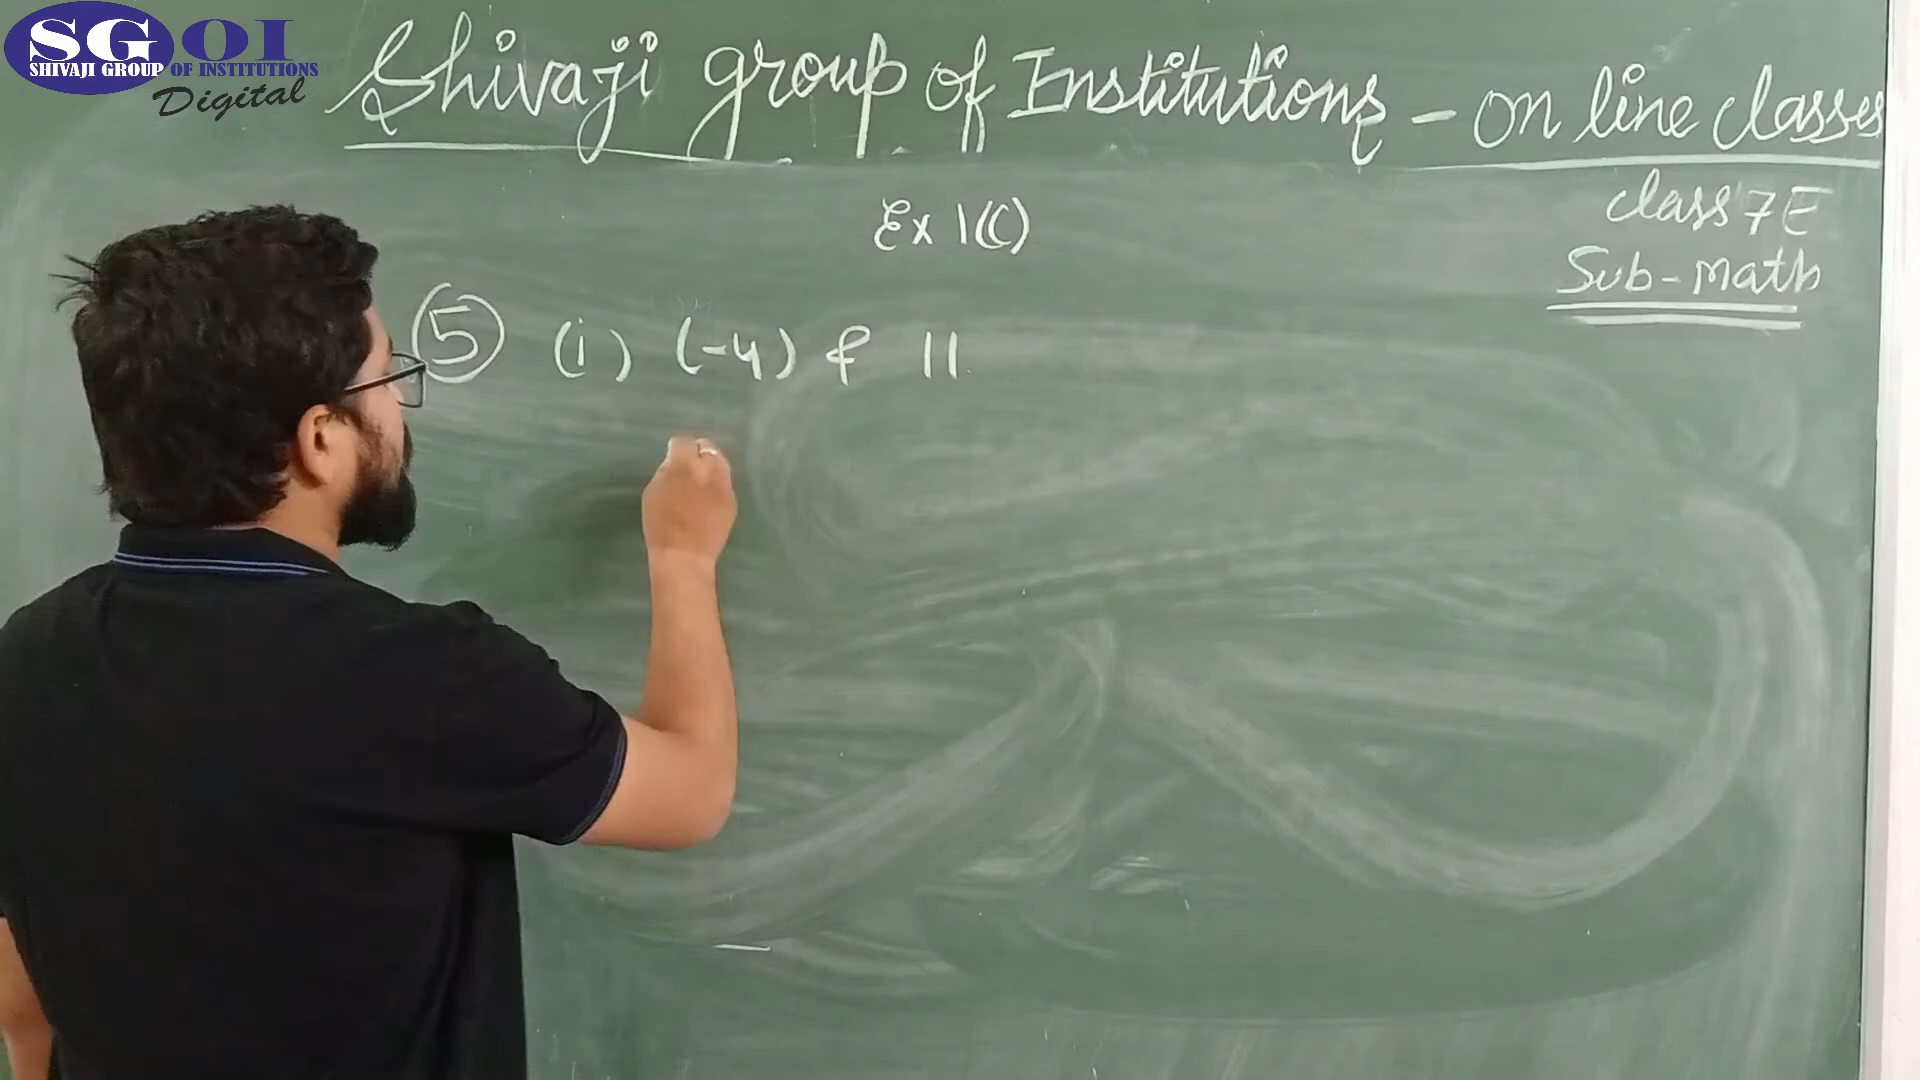 SGOI
SHIVAJI GROUP OF INSTITUTIONS
Digital
Shivaji group of Institutions - on line classes
class 7E
Sub - math
Ex 1(C)
(5) (i) (-4) & 11